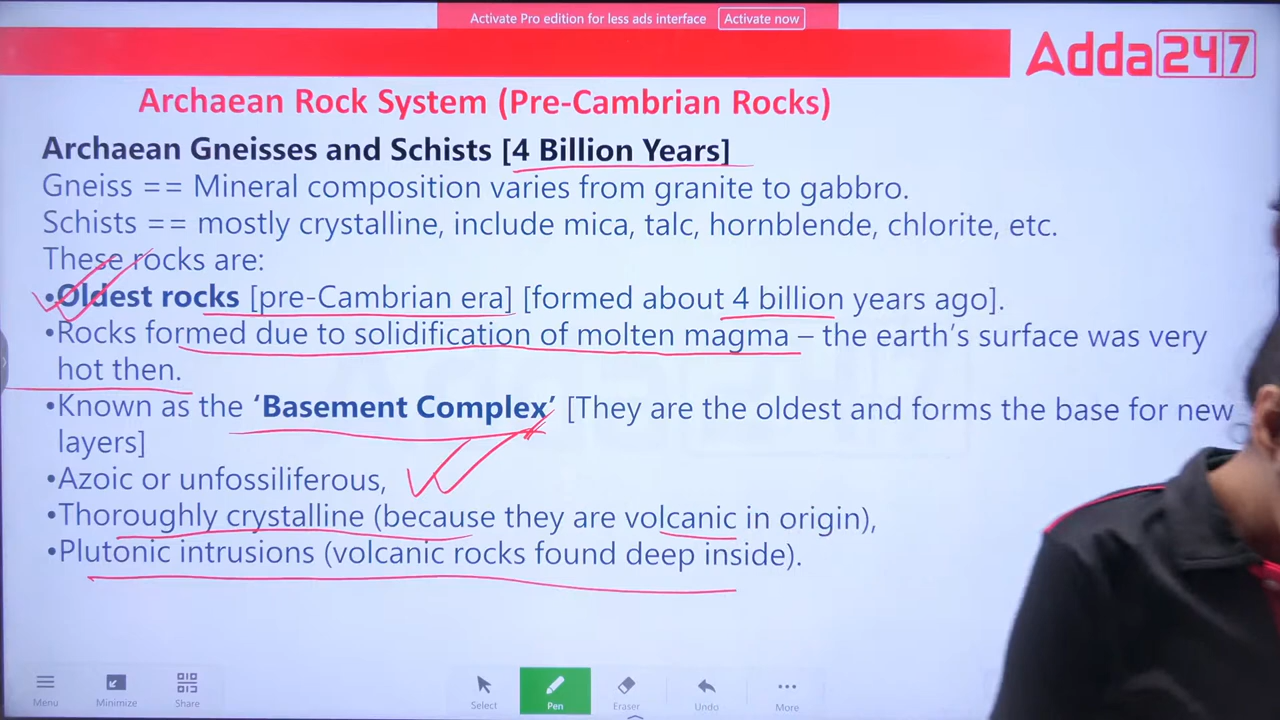 Activate Pro edition for less ads interface Activate now
Adda247
Archaean Rock System (Pre-Cambrian Rocks)
Archaean Gneisses and Schists [4 Billion Years]
Gneiss == Mineral composition varies from granite to gabbro.
Schists == mostly crystalline, include mica, talc, hornblende, chlorite, etc.
These rocks are:
•Oldest rocks [pre-Cambrian era] [formed about 4 billion years ago].
•Rocks formed due to solidification of molten magma – the earth's surface was very
hot then.
•Known as the ‘Basement Complex’ [They are the oldest and forms the base for new
layers]
•Azoic or unfossiliferous,
•Thoroughly crystalline (because they are volcanic in origin),
•Plutonic intrusions (volcanic rocks found deep inside).
Menu Minimize Share Select Pen Eraser Undo More